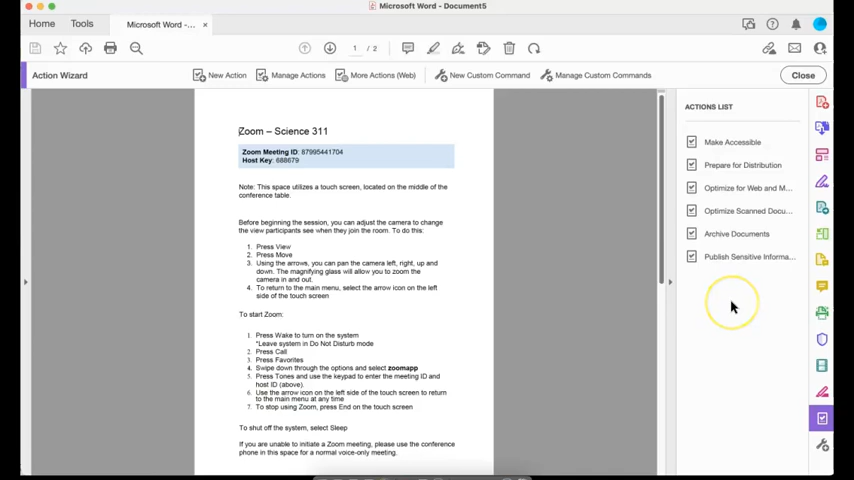 Microsoft Word - Document5
Home Tools Microsoft Word -... ×
1 / 2
Action Wizard New Action Manage Actions More Actions (Web) New Custom Command Manage Custom Commands Close
Zoom – Science 311
Zoom Meeting ID: 87995441704
Host Key: 688679
Note: This space utilizes a touch screen, located on the middle of the
conference table.
Before beginning the session, you can adjust the camera to change
the view participants see when they join the room. To do this:
1. Press View
2. Press Move
3. Using the arrows, you can pan the camera left, right, up and
down. The magnifying glass will allow you to zoom the
camera in and out.
4. To return to the main menu, select the arrow icon on the left
side of the touch screen
To start Zoom:
1. Press Wake to turn on the system
*Leave system in Do Not Disturb mode
2. Press Call
3. Press Favorites
4. Swipe down through the options and select zoomapp
5. Press Tones and use the keypad to enter the meeting ID and
host ID (above).
6. Use the arrow icon on the left side of the touch screen to return
to the main menu at any time
7. To stop using Zoom, press End on the touch screen
To shut off the system, select Sleep
If you are unable to initiate a Zoom meeting, please use the conference
phone in this space for a normal voice-only meeting.
ACTIONS LIST
Make Accessible
Prepare for Distribution
Optimize for Web and M...
Optimize Scanned Docu...
Archive Documents
Publish Sensitive Informa...